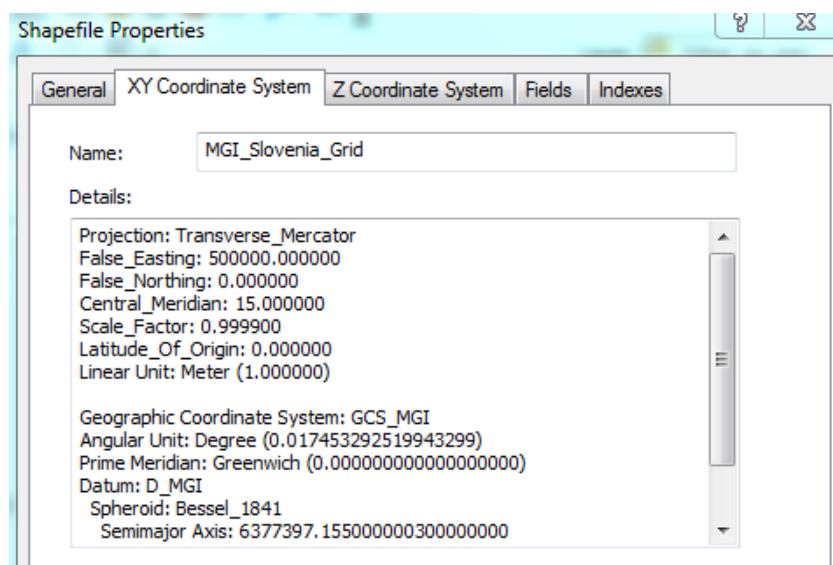 Shapefile Properties
General XY Coordinate System Z Coordinate System Fields Indexes
Name: MGI_Slovenia_Grid
Details:
Projection: Transverse_Mercator
False_Easting: 500000.000000
False_Northing: 0.000000
Central_Meridian: 15.000000
Scale_Factor: 0.999900
Latitude_Of_Origin: 0.000000
Linear Unit: Meter (1.000000)
Geographic Coordinate System: GCS_MGI
Angular Unit: Degree (0.017453292519943299)
Prime Meridian: Greenwich (0.000000000000000000)
Datum: D_MGI
Spheroid: Bessel_1841
Semimajor Axis: 6377397.155000000300000000